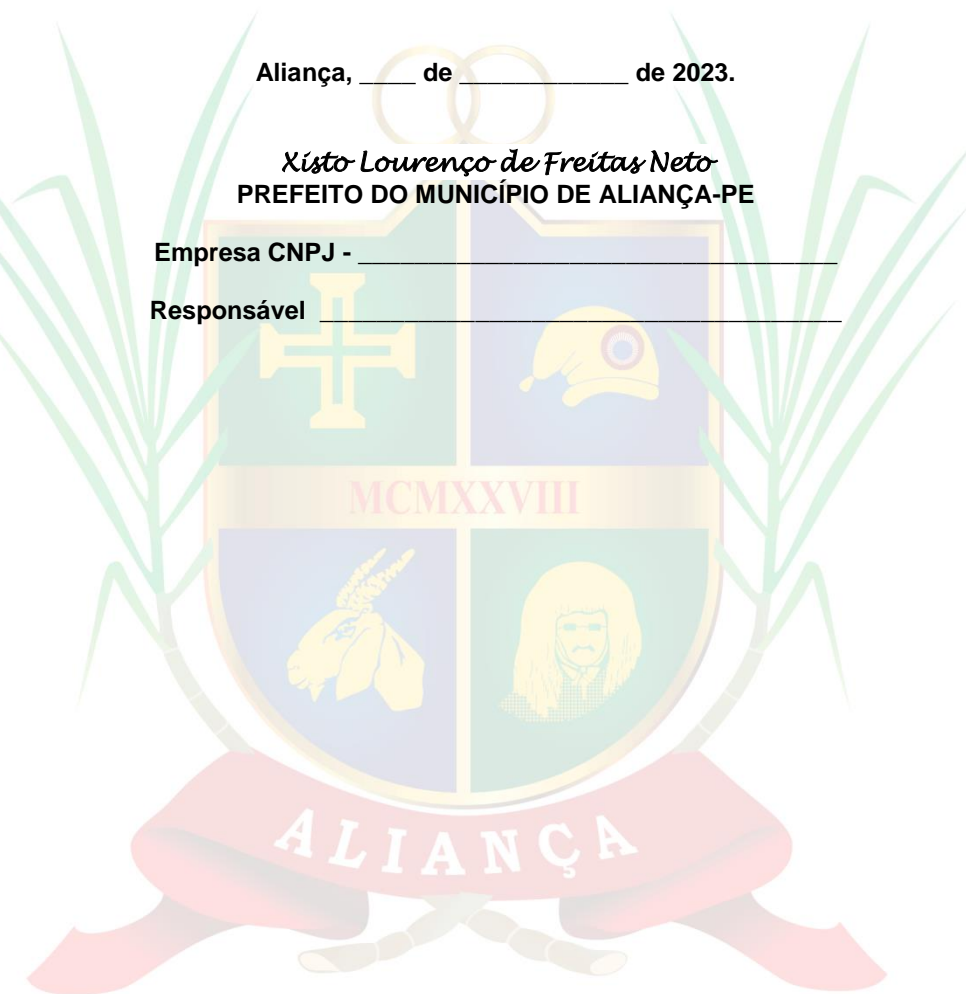 Aliança, ____ de ____________ de 2023.
Xisto Lourenço de Freitas Neto
PREFEITO DO MUNICÍPIO DE ALIANÇA-PE
Empresa CNPJ - __________________________________
Responsável _____________________________________
MCMXXVIII
ALIANÇA